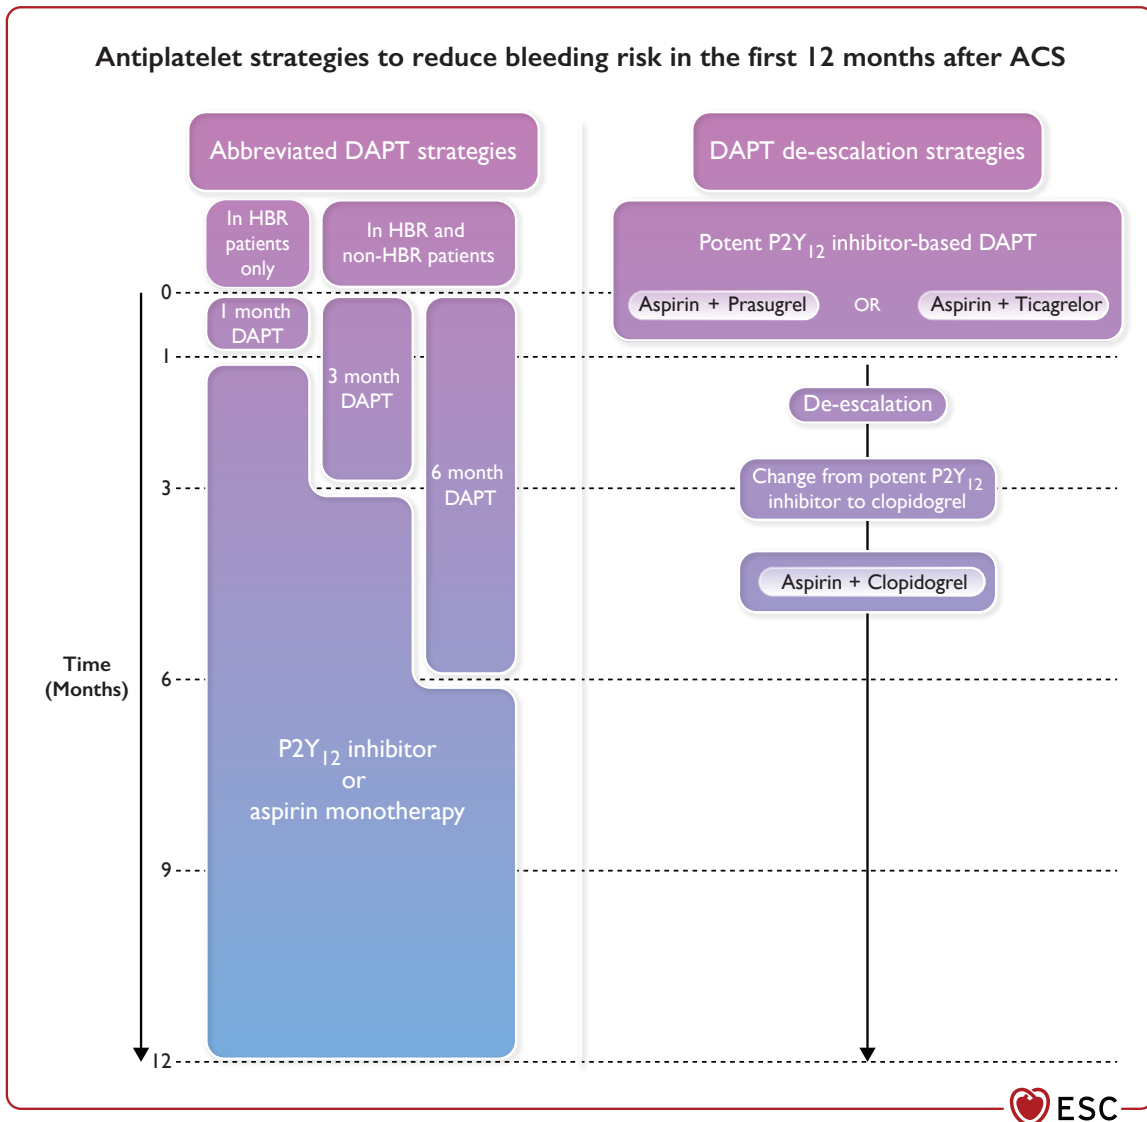 Antiplatelet strategies to reduce bleeding risk in the first 12 months after ACS
Abbreviated DAPT strategies
DAPT de-escalation strategies
In HBR
patients
only
In HBR and
non-HBR patients
Potent P2Y12 inhibitor-based DAPT
Aspirin + Prasugrel
OR
Aspirin + Ticagrelor
0
1 month
DAPT
1
3 month
DAPT
De-escalation
6 month
DAPT
Change from potent P2Y12
inhibitor to clopidogrel
3
Aspirin + Clopidogrel
Time
(Months)
6
P2Y12 inhibitor
or
aspirin monotherapy
9
12
ESC